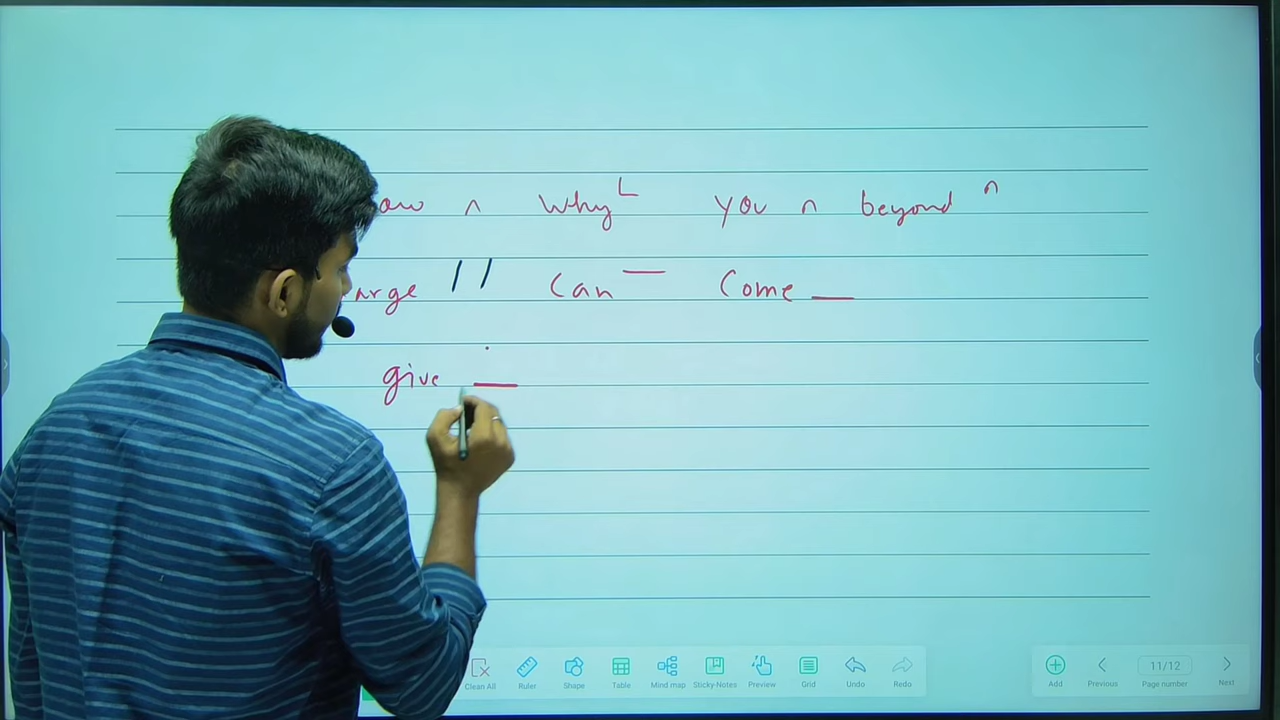 Why you beyond
Can Come
give
Clean All Ruler Shape Table Mind map Sticky-Notes Preview Grid Undo Redo Add Previous 11/12 Page number Next